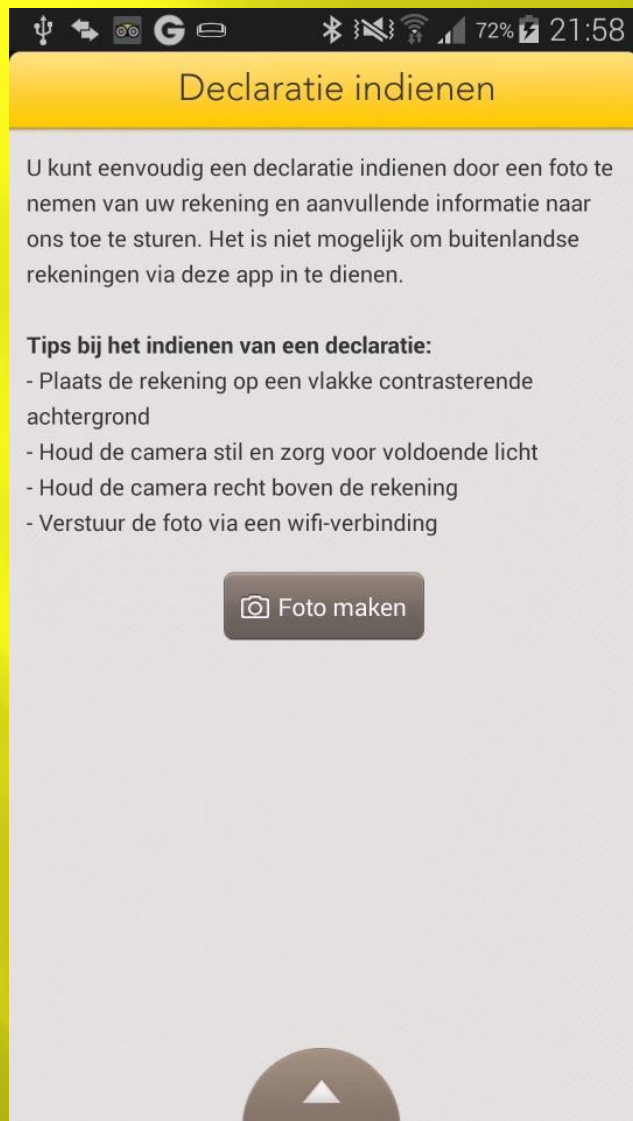 72% 21:58
Declaratie indienen
U kunt eenvoudig een declaratie indienen door een foto te
nemen van uw rekening en aanvullende informatie naar
ons toe te sturen. Het is niet mogelijk om buitenlandse
rekeningen via deze app in te dienen.
Tips bij het indienen van een declaratie:
- Plaats de rekening op een vlakke contrasterende
achtergrond
- Houd de camera stil en zorg voor voldoende licht
- Houd de camera recht boven de rekening
- Verstuur de foto via een wifi-verbinding
Foto maken